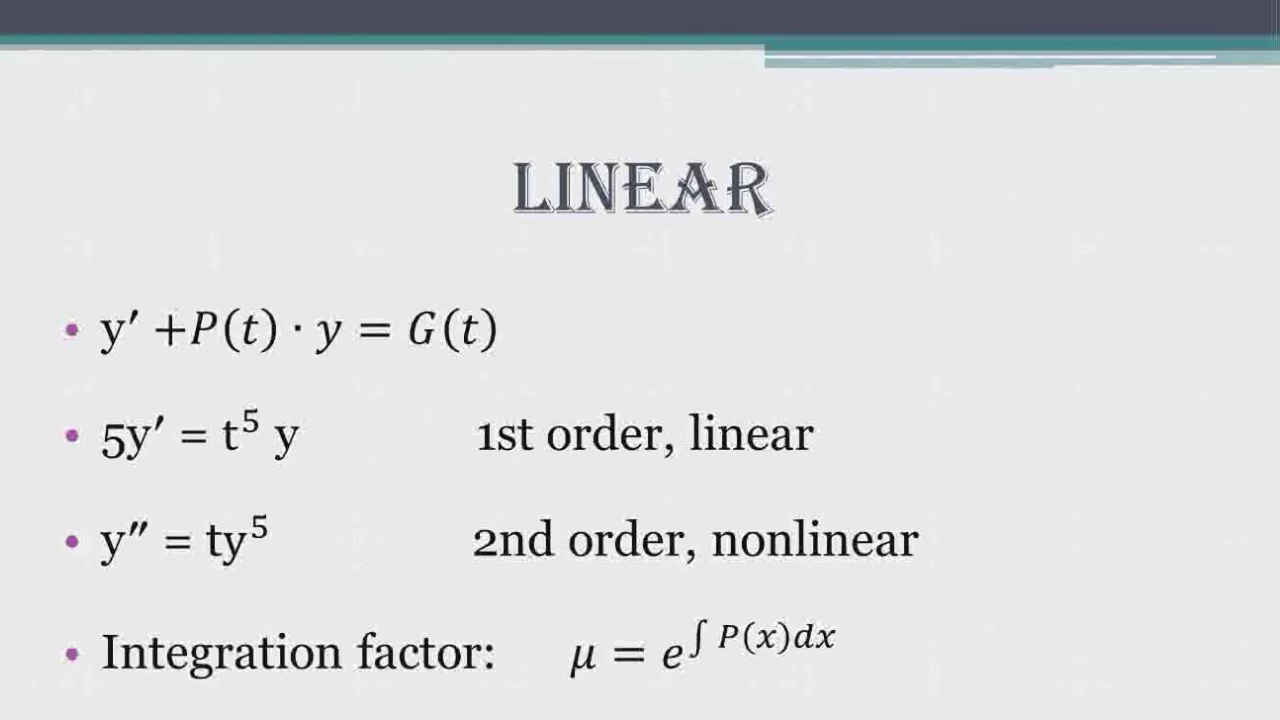 LINEAR
• y′ +P(t) · y = G(t)
• 5y′ = t⁵ y 1st order, linear
• y″ = ty⁵ 2nd order, nonlinear
• Integration factor: μ = e^∫ P(x)dx